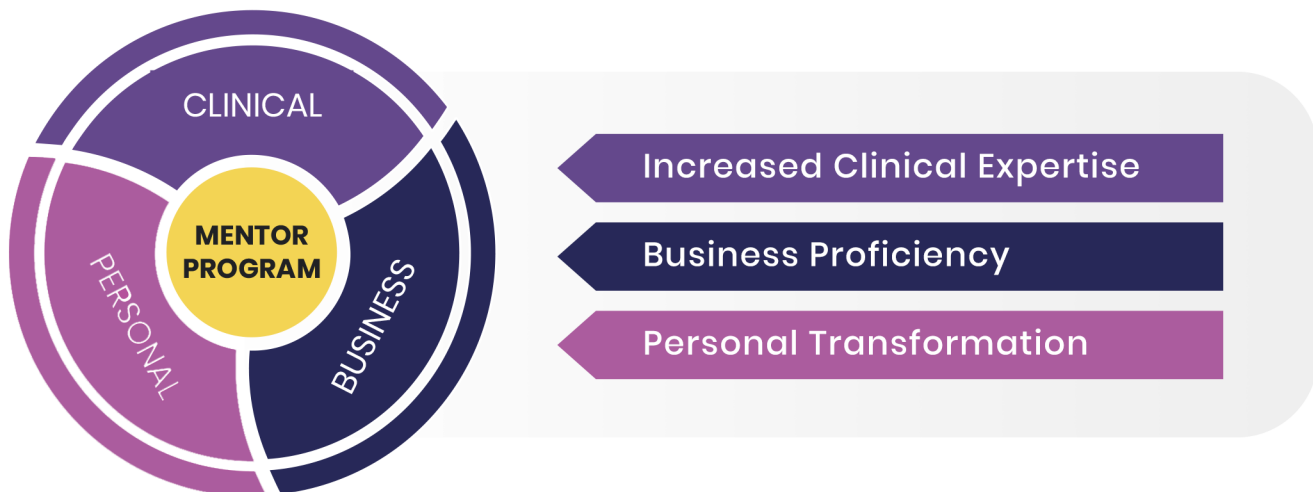 CLINICAL
MENTOR
PROGRAM
PERSONAL
BUSINESS
Increased Clinical Expertise
Business Proficiency
Personal Transformation